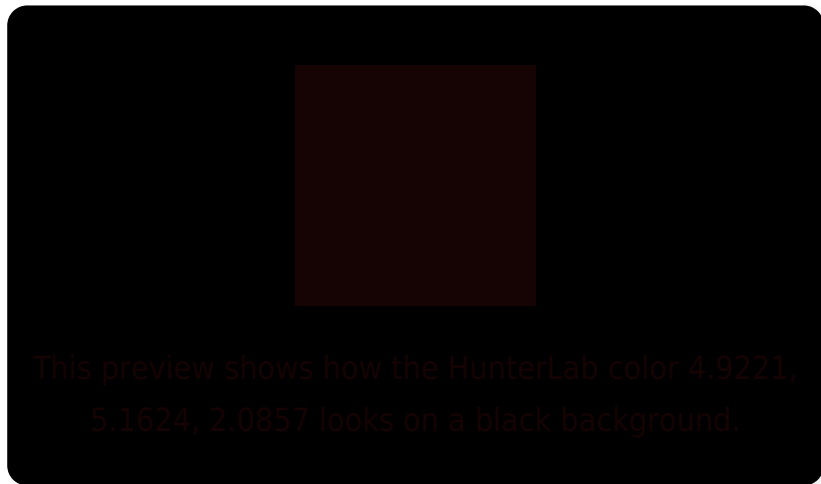 This preview shows how the HunterLab color 4.9221,
5.1624, 2.0857 looks on a black background.